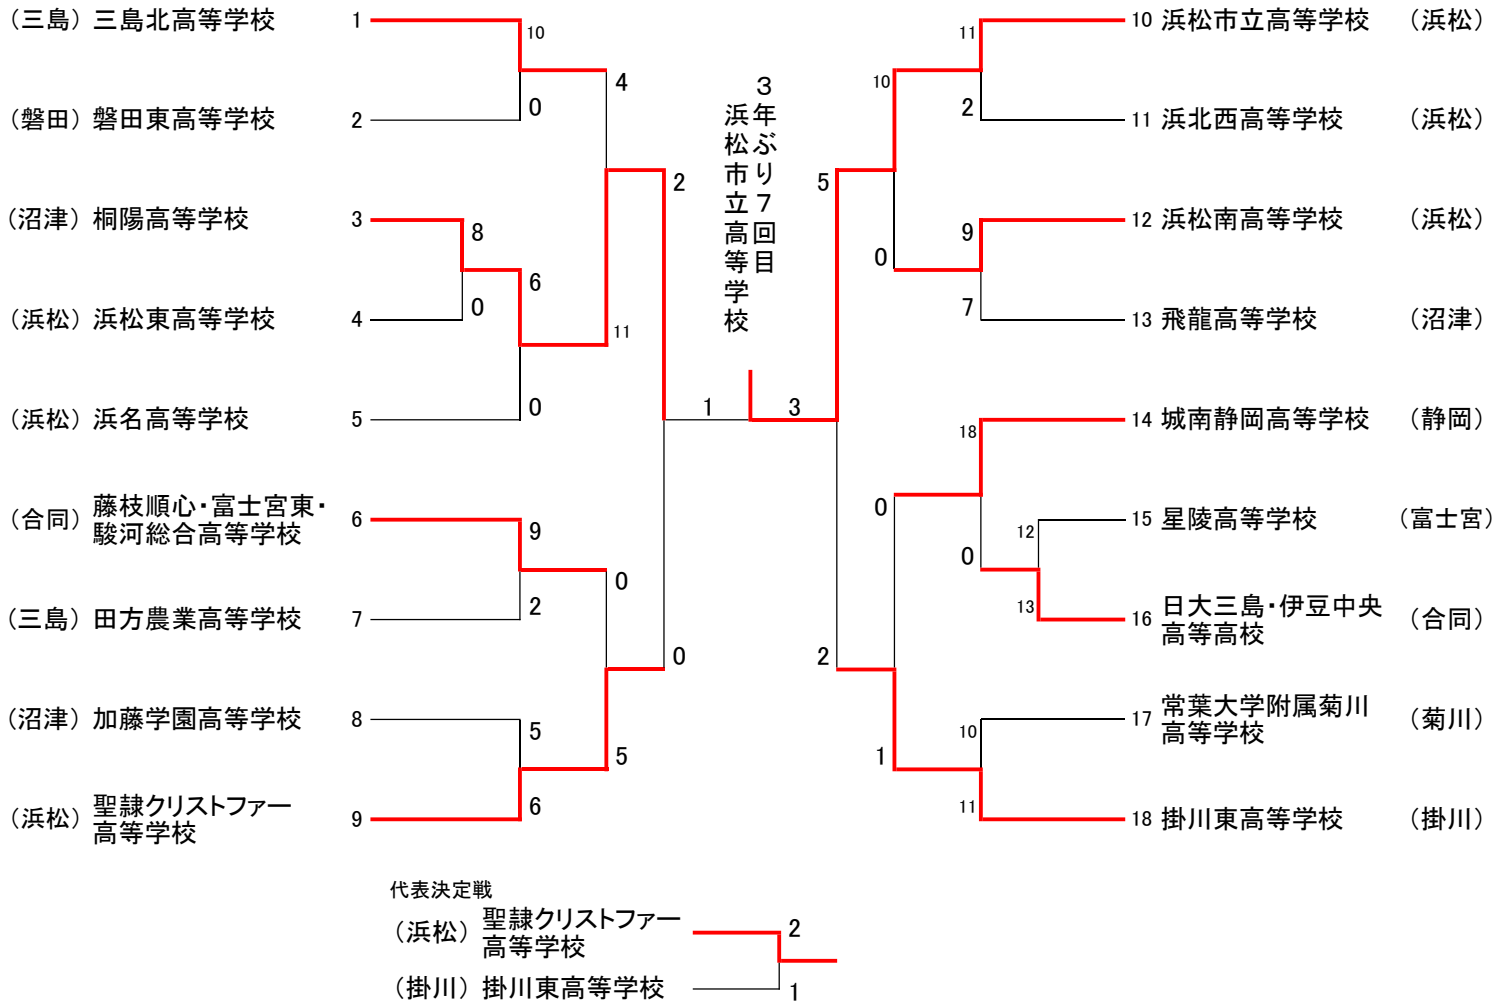 (三島) 三島北高等学校 1
10
4
0
(磐田) 磐田東高等学校 2
2
(沼津) 桐陽高等学校 3
8
6
0
(浜松) 浜松東高等学校 4
11
0
(浜松) 浜名高等学校 5
(合同) 藤枝順心・富士宮東・
駿河総合高等学校 6
9
0
2
(三島) 田方農業高等学校 7
0
(沼津) 加藤学園高等学校 8
5
5
6
(浜松) 聖隷クリストファー
高等学校 9
3年ぶり7回目
浜松市立高等学校
1
3
11
10 浜松市立高等学校 (浜松)
10
2
11 浜北西高等学校 (浜松)
5
9
12 浜松南高等学校 (浜松)
0
7
13 飛龍高等学校 (沼津)
18
14 城南静岡高等学校 (静岡)
0
12
15 星陵高等学校 (富士宮)
0
13
16 日大三島・伊豆中央
高等高校 (合同)
2
10
17 常葉大学附属菊川
高等学校 (菊川)
1
11
18 掛川東高等学校 (掛川)
代表決定戦
(浜松) 聖隷クリストファー
高等学校
2
(掛川) 掛川東高等学校
1